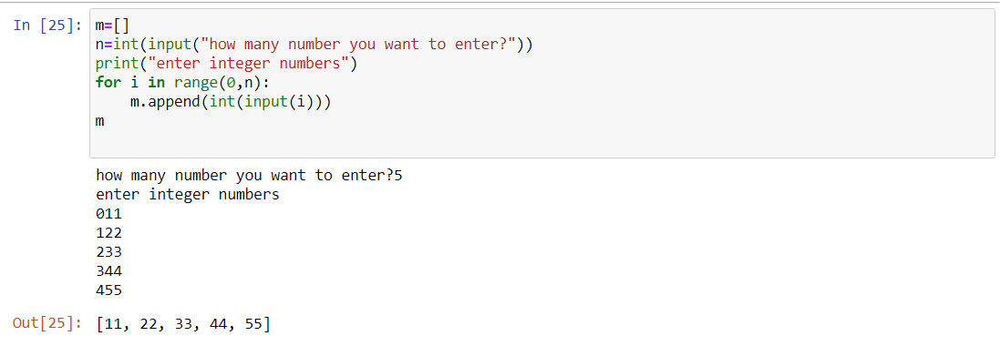 In [25]: m=[]
n=int(input("how many number you want to enter?"))
print("enter integer numbers")
for i in range(0,n):
    m.append(int(input(i)))
m
how many number you want to enter?5
enter integer numbers
011
122
233
344
455
Out[25]: [11, 22, 33, 44, 55]